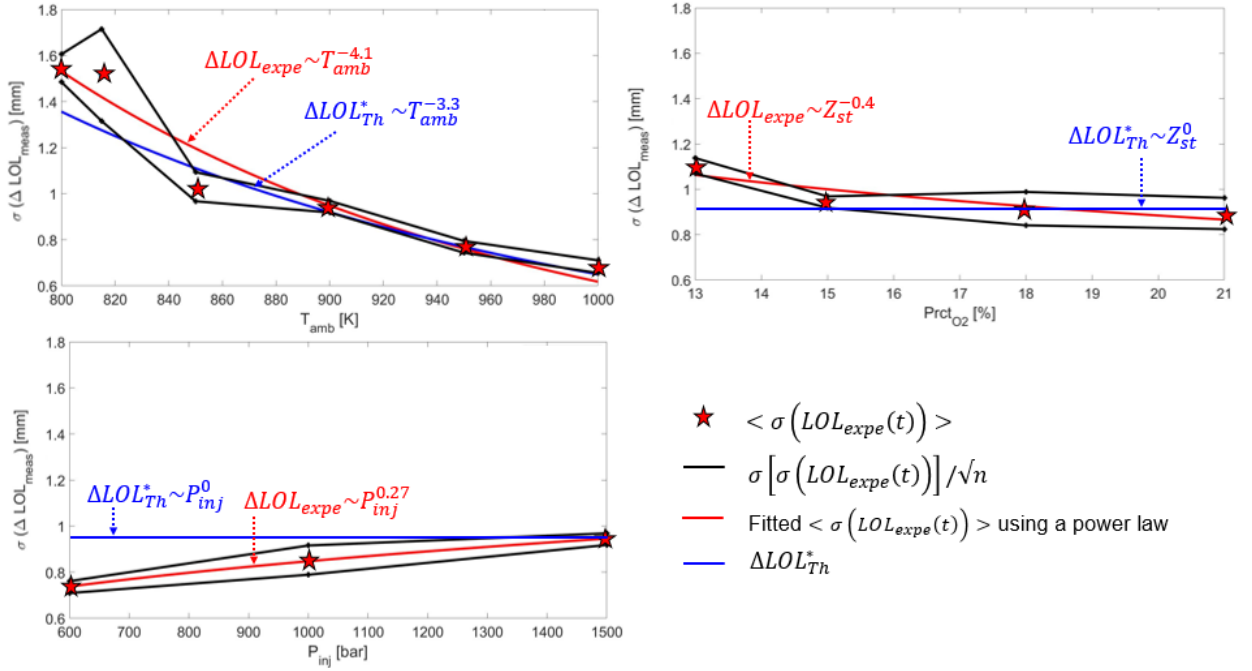 1.8
1.6
1.4
1.2
1
0.8
0.6
σ (Δ LOL_meas) [mm]
ΔLOL_expe~T_amb^−4.1
ΔLOL*_Th ~T_amb^−3.3
800 820 840 860 880 900 920 940 960 980 1000
T_amb [K]
1.8
1.6
1.4
1.2
1
0.8
0.6
σ (Δ LOL_meas) [mm]
ΔLOL_expe~Z_st^−0.4
ΔLOL*_Th~Z_st^0
13 14 15 16 17 18 19 20 21
Prct_O2 [%]
1.8
1.6
1.4
1.2
1
0.8
0.6
σ (Δ LOL_meas) [mm]
ΔLOL*_Th~P_inj^0
ΔLOL_expe~P_inj^0.27
600 700 800 900 1000 1100 1200 1300 1400 1500
P_inj [bar]
< σ(LOL_expe(t)) >
σ[σ(LOL_expe(t))]/√n
Fitted < σ(LOL_expe(t)) > using a power law
ΔLOL*_Th